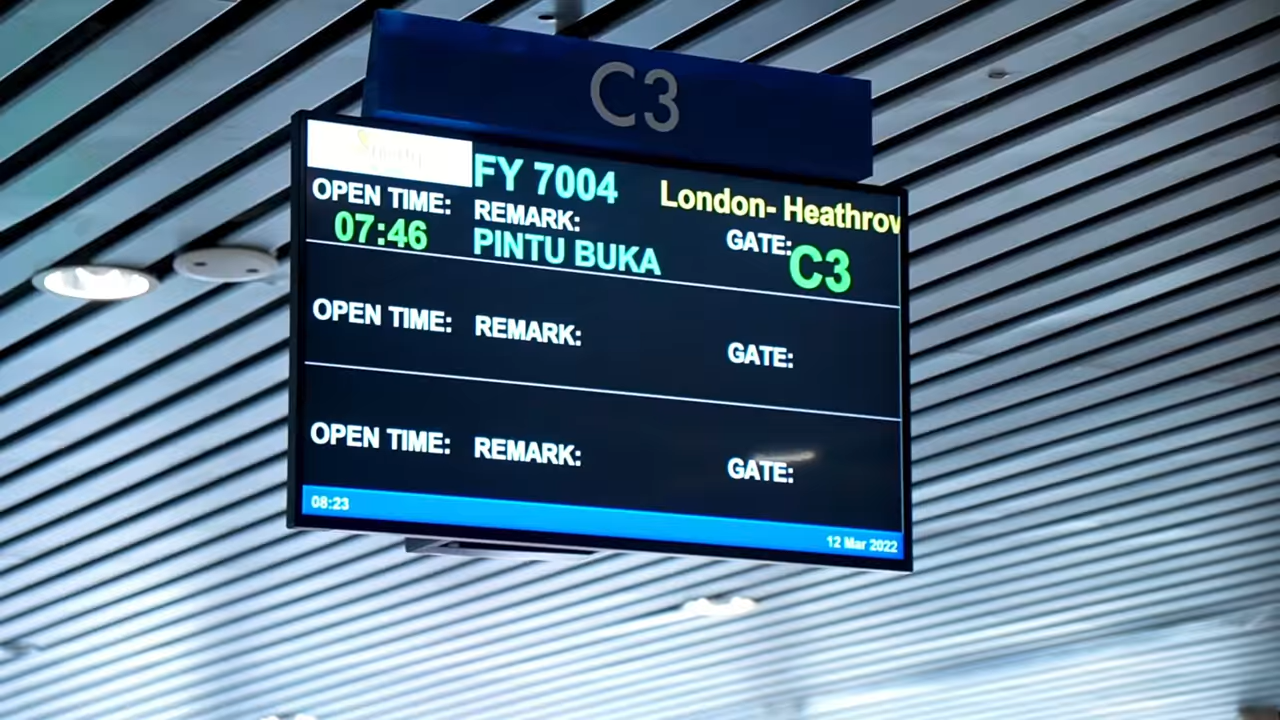 C3
FY 7004 London- Heathrow
OPEN TIME: REMARK: GATE:
07:46 PINTU BUKA C3
OPEN TIME: REMARK: GATE:
OPEN TIME: REMARK: GATE:
08:23 12 Mar 2022